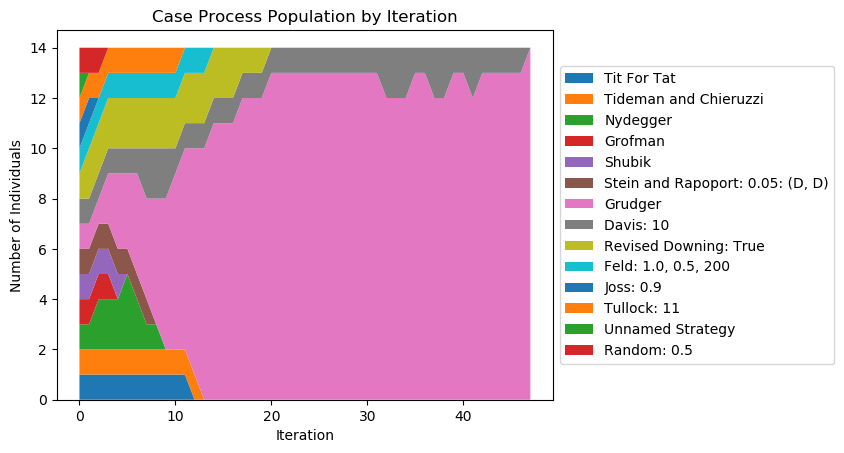 Case Process Population by Iteration
Number of Individuals
14
12
10
8
6
4
2
0
0
10
20
30
40
Iteration
Tit For Tat
Tideman and Chieruzzi
Nydegger
Grofman
Shubik
Stein and Rapoport: 0.05: (D, D)
Grudger
Davis: 10
Revised Downing: True
Feld: 1.0, 0.5, 200
Joss: 0.9
Tullock: 11
Unnamed Strategy
Random: 0.5